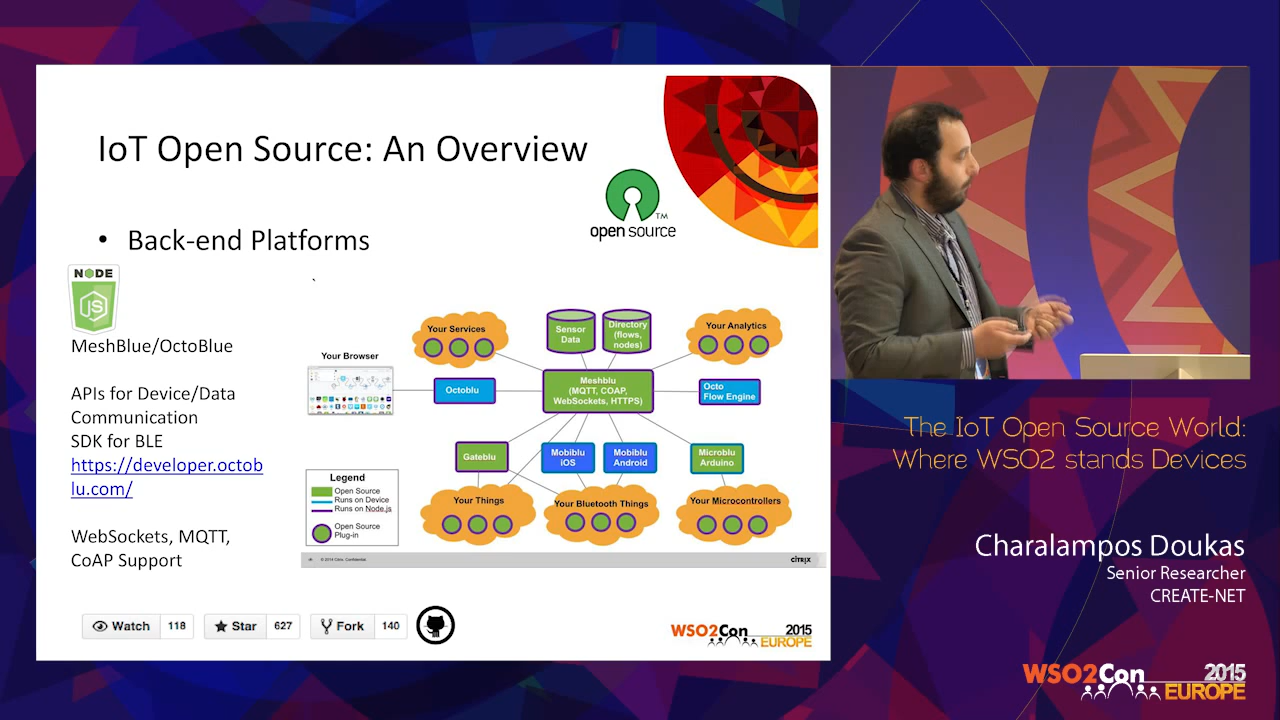 IoT Open Source: An Overview
open source
TM
• Back-end Platforms
NODE
JS
`
MeshBlue/OctoBlue
APIs for Device/Data
Communication
SDK for BLE
https://developer.octob
lu.com/
WebSockets, MQTT,
CoAP Support
Your Services
Sensor
Data
Directory
(flows,
nodes)
Your Analytics
Your Browser
Octoblu
Meshblu
(MQTT, COAP,
WebSockets, HTTPS)
Octo
Flow Engine
Gateblu
Mobiblu
iOS
Mobiblu
Android
Microblu
Arduino
Legend
Open Source
Runs on Device
Runs on Node.js
Open Source
Plug-in
Your Things
Your Bluetooth Things
Your Microcontrollers
© 2014 Citrix. Confidential.
CİTRIX
Watch 118
Star 627
Fork 140
WSO2Con 2015
EUROPE
The IoT Open Source World:
Where WSO2 stands Devices
Charalampos Doukas
Senior Researcher
CREATE-NET
WSO2Con 2015
EUROPE